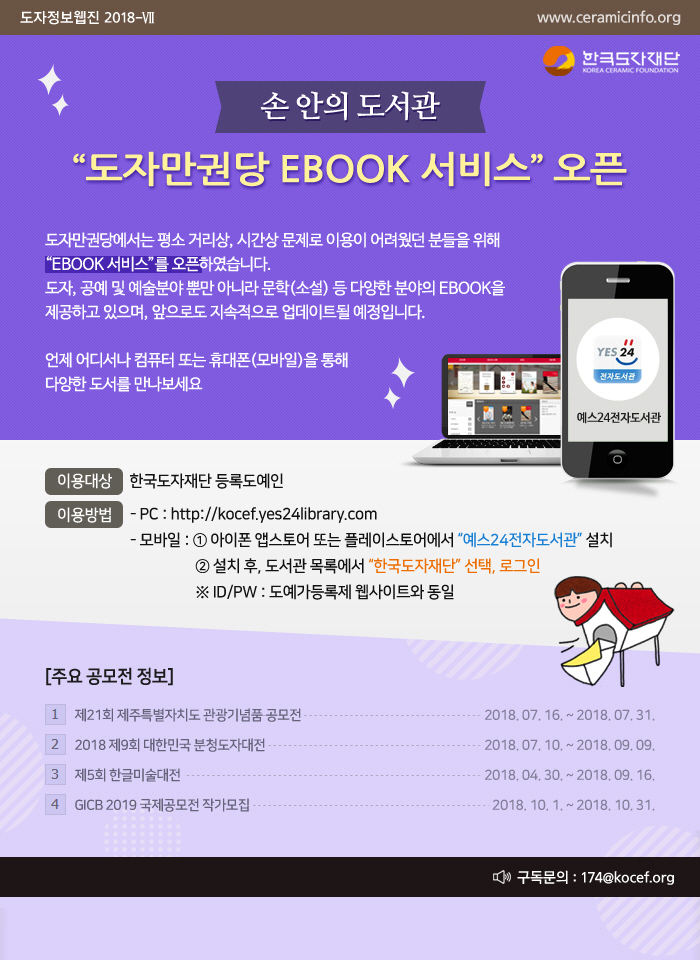 도자정보웹진 2018-Ⅶ
www.ceramicinfo.org
한국도자재단
KOREA CERAMIC FOUNDATION
손 안의 도서관
“도자만권당 EBOOK 서비스” 오픈
도자만권당에서는 평소 거리상, 시간상 문제로 이용이 어려웠던 분들을 위해
“EBOOK 서비스”를 오픈하였습니다.
도자, 공예 및 예술분야 뿐만 아니라 문학(소설) 등 다양한 분야의 EBOOK을
제공하고 있으며, 앞으로도 지속적으로 업데이트될 예정입니다.
언제 어디서나 컴퓨터 또는 휴대폰(모바일)을 통해
다양한 도서를 만나보세요
YES24
전자도서관
예스24전자도서관
이용대상 한국도자재단 등록도예인
이용방법 - PC : http://kocef.yes24library.com
- 모바일 : ① 아이폰 앱스토어 또는 플레이스토어에서 “예스24전자도서관” 설치
② 설치 후, 도서관 목록에서 “한국도자재단” 선택, 로그인
※ ID/PW : 도예가등록제 웹사이트와 동일
[주요 공모전 정보]
1 제21회 제주특별자치도 관광기념품 공모전 2018. 07. 16. ~ 2018. 07. 31.
2 2018 제9회 대한민국 분청도자대전 2018. 07. 10. ~ 2018. 09. 09.
3 제5회 한글미술대전 2018. 04. 30. ~ 2018. 09. 16.
4 GICB 2019 국제공모전 작가모집 2018. 10. 1. ~ 2018. 10. 31.
구독문의 : 174@kocef.org